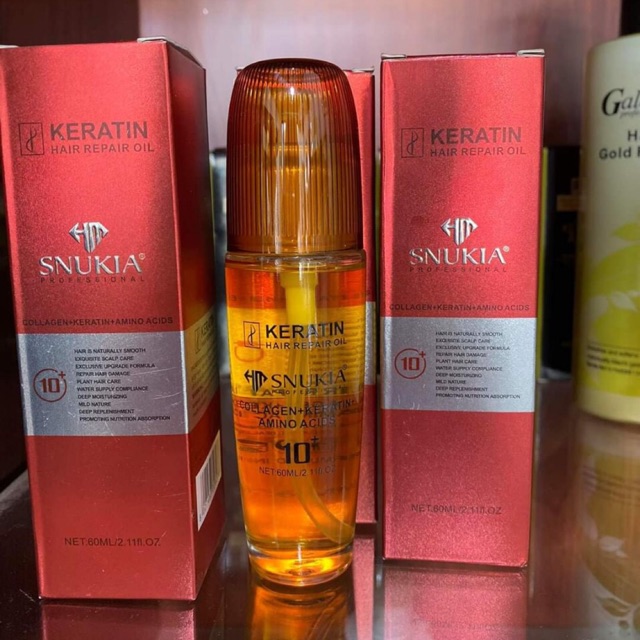 KERATIN
HAIR REPAIR OIL
HM
SNUKIA®
PROFESSIONAL
COLLAGEN+KERATIN+AMINO ACIDS
10+
HAIR IS NATURALLY SMOOTH
EXQUISITE SCALP CARE
EXCLUSIVE UPGRADE FORMULA
REPAIR HAIR DAMAGE
PLANT HAIR CARE
WATER SUPPLY COMPLIANCE
DEEP MOISTURIZING
MILD NATURE
DEEP REPLENISHMENT
PROMOTING NUTRITION ABSORPTION
NET:60ML/2.11fl.OZ
KERATIN
HAIR REPAIR OIL
HM SNUKIA
COLLAGEN+KERATIN+
AMINO ACIDS
10+
NET:60ML/2.11fl.OZ
KERATIN
HAIR REPAIR OIL
HM
SNUKIA®
PROFESSIONAL
COLLAGEN+KERATIN+AMINO ACIDS
10+
HAIR IS NATURALLY SMOOTH
EXQUISITE SCALP CARE
EXCLUSIVE UPGRADE FORMULA
REPAIR HAIR DAMAGE
PLANT HAIR CARE
WATER SUPPLY COMPLIANCE
DEEP MOISTURIZING
MILD NATURE
DEEP REPLENISHMENT
PROMOTING NUTRITION ABSORPTION
NET:60ML/2.11fl.OZ
Gold